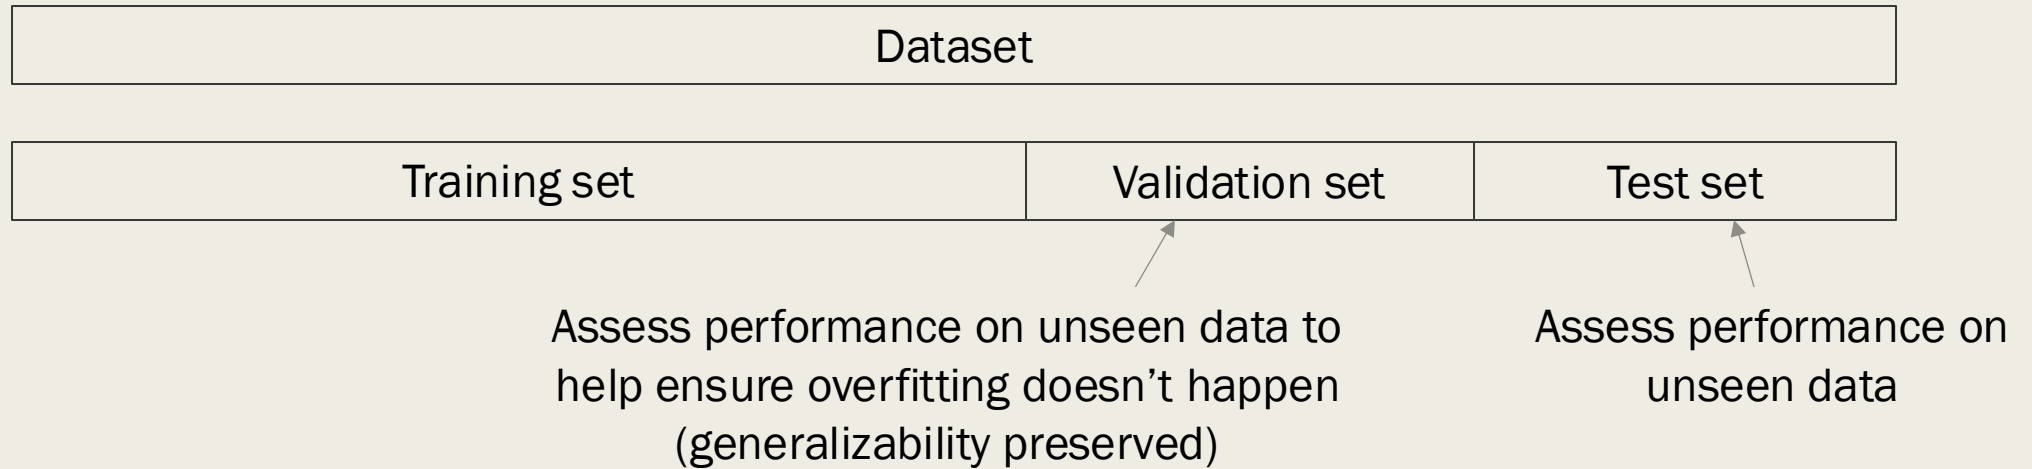 Dataset
Training set
Validation set
Test set
Assess performance on unseen data to
help ensure overfitting doesn’t happen
(generalizability preserved)
Assess performance on
unseen data